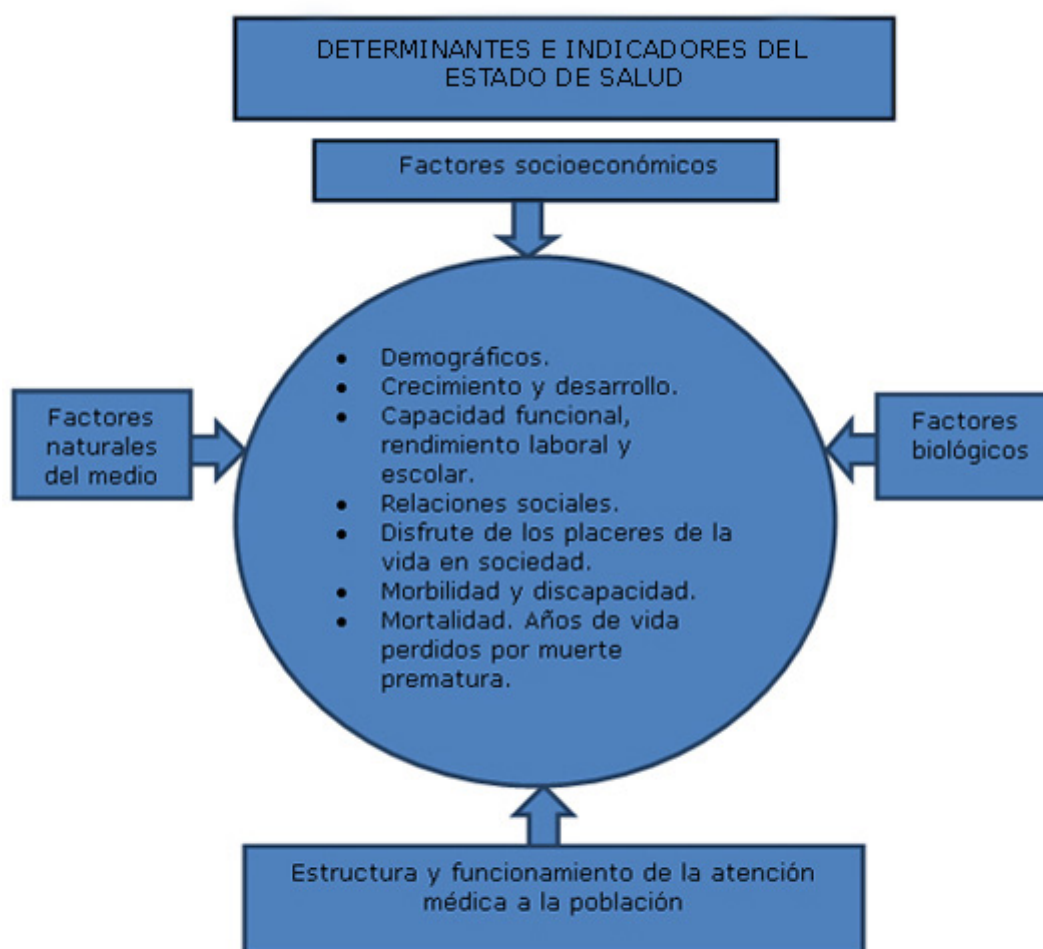 DETERMINANTES E INDICADORES DEL
ESTADO DE SALUD
Factores socioeconómicos
Factores
naturales
del medio
• Demográficos.
• Crecimiento y desarrollo.
• Capacidad funcional,
rendimiento laboral y
escolar.
• Relaciones sociales.
• Disfrute de los placeres de la
vida en sociedad.
• Morbilidad y discapacidad.
• Mortalidad. Años de vida
perdidos por muerte
prematura.
Factores
biológicos
Estructura y funcionamiento de la atención
médica a la población